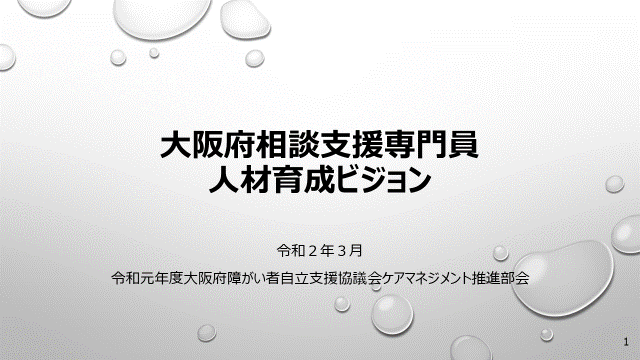 大阪府相談支援専門員
人材育成ビジョン
令和２年３月
令和元年度大阪府障がい者自立支援協議会ケアマネジメント推進部会
1